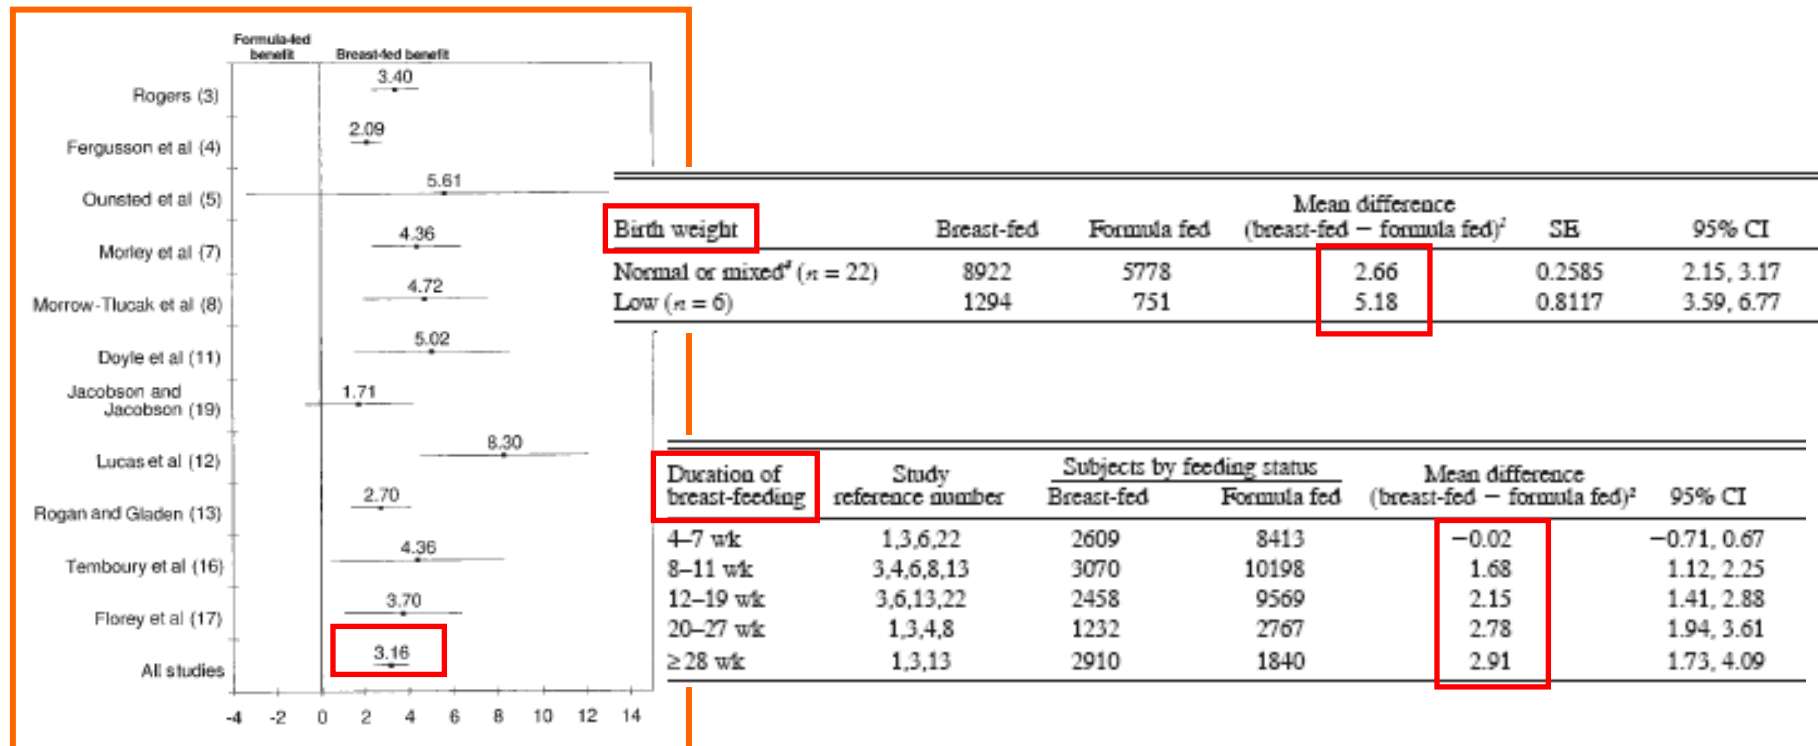 Formula-fed
benefit
Breast-fed benefit
3.40
Rogers (3)
2.09
Fergusson et al (4)
5.61
Ounsted et al (5)
4.36
Morley et al (7)
4.72
Morrow-Tlucak et al (8)
5.02
Doyle et al (11)
1.71
Jacobson and
Jacobson (19)
8.30
Lucas et al (12)
2.70
Rogan and Gladen (13)
4.36
Temboury et al (16)
3.70
Florey et al (17)
3.16
All studies
-4 -2 0 2 4 6 8 10 12 14
Mean difference
Birth weight Breast-fed Formula fed (breast-fed − formula fed)² SE 95% CI
Normal or mixed (n = 22) 8922 5778 2.66 0.2585 2.15, 3.17
Low (n = 6) 1294 751 5.18 0.8117 3.59, 6.77
Duration of Study Subjects by feeding status Mean difference
breast-feeding reference number Breast-fed Formula fed (breast-fed − formula fed)² 95% CI
4–7 wk 1,3,6,22 2609 8413 −0.02 −0.71, 0.67
8–11 wk 3,4,6,8,13 3070 10198 1.68 1.12, 2.25
12–19 wk 3,6,13,22 2458 9569 2.15 1.41, 2.88
20–27 wk 1,3,4,8 1232 2767 2.78 1.94, 3.61
≥28 wk 1,3,13 2910 1840 2.91 1.73, 4.09